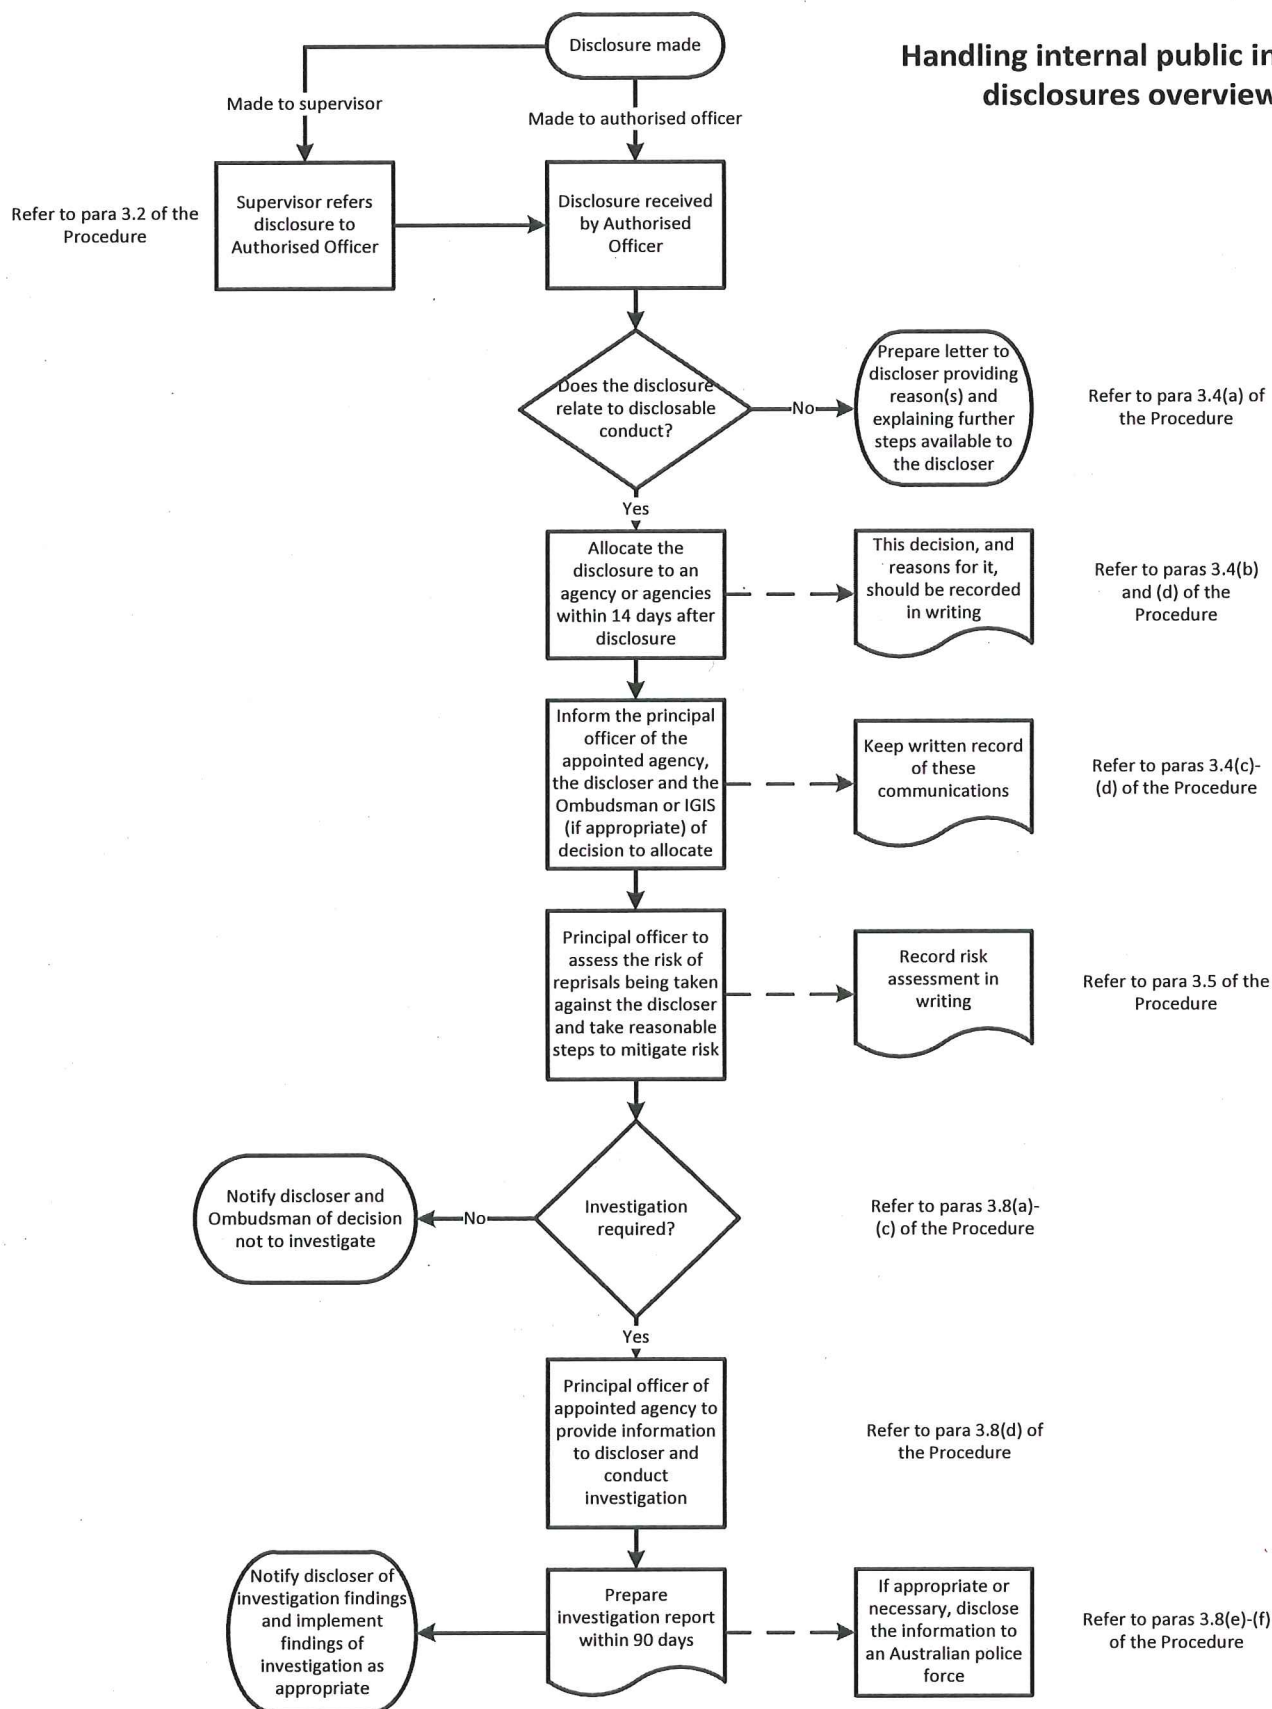 Handling internal public in
disclosures overview
Disclosure made
Made to supervisor
Made to authorised officer
Refer to para 3.2 of the
Procedure
Supervisor refers
disclosure to
Authorised Officer
Disclosure received
by Authorised
Officer
Does the disclosure
relate to disclosable
conduct?
No
Prepare letter to
discloser providing
reason(s) and
explaining further
steps available to
the discloser
Refer to para 3.4(a) of
the Procedure
Yes
Allocate the
disclosure to an
agency or agencies
within 14 days after
disclosure
This decision, and
reasons for it,
should be recorded
in writing
Refer to paras 3.4(b)
and (d) of the
Procedure
Inform the principal
officer of the
appointed agency,
the discloser and the
Ombudsman or IGIS
(if appropriate) of
decision to allocate
Keep written record
of these
communications
Refer to paras 3.4(c)-
(d) of the Procedure
Principal officer to
assess the risk of
reprisals being taken
against the discloser
and take reasonable
steps to mitigate risk
Record risk
assessment in
writing
Refer to para 3.5 of the
Procedure
Notify discloser and
Ombudsman of decision
not to investigate
No
Investigation
required?
Refer to paras 3.8(a)-
(c) of the Procedure
Yes
Principal officer of
appointed agency to
provide information
to discloser and
conduct
investigation
Refer to para 3.8(d) of
the Procedure
Notify discloser of
investigation findings
and implement
findings of
investigation as
appropriate
Prepare
investigation report
within 90 days
If appropriate or
necessary, disclose
the information to
an Australian police
force
Refer to paras 3.8(e)-(f)
of the Procedure